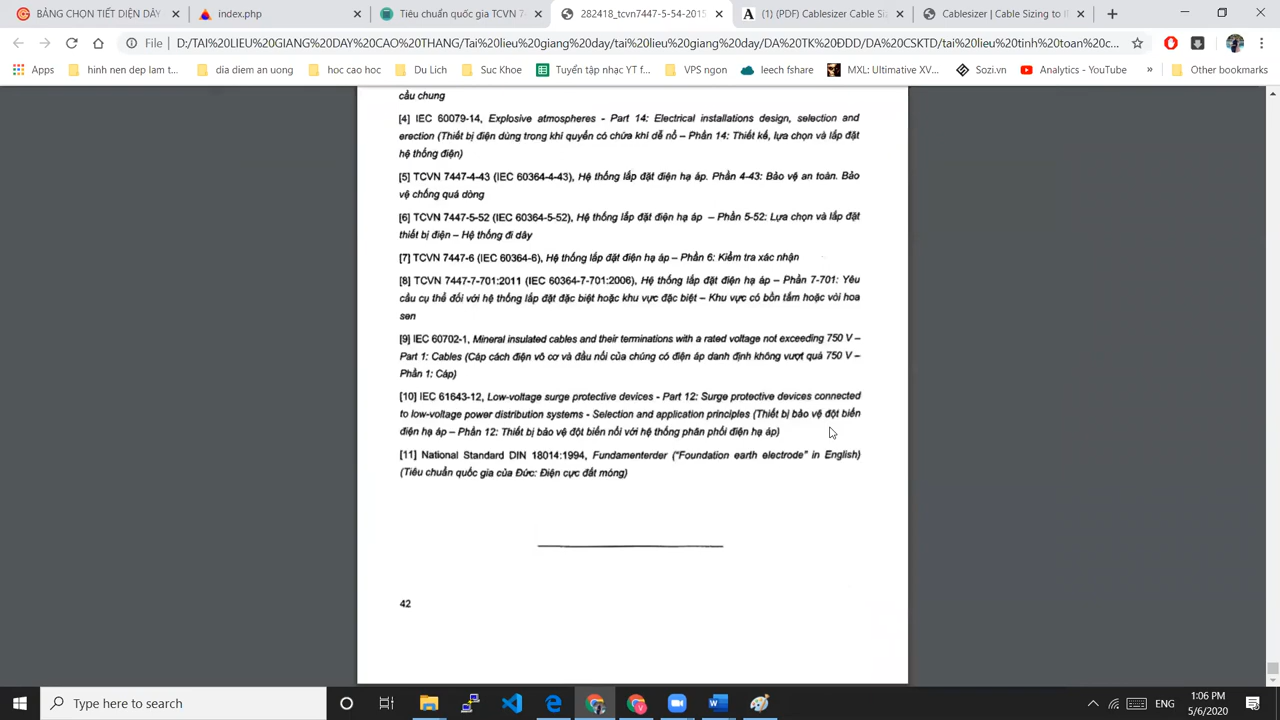 BẢNG CHỌN TIẾT DIỆN DÂY
index.php
Tiêu chuẩn quốc gia TCVN 7
282418_tcvn7447-5-54-2015
(1) (PDF) Cablesizer Cable Si
Cablesizer | Cable Sizing to I
File D:/TAI%20LIEU%20GIANG%20DAY%20CAO%20THANG/Tai%20lieu%20giang%20day/tai%20lieu%20giang%20day/DA%20TK%20ĐDD/DA%20CSKTD/tai%20lieu%20tinh%20toan%20c...
Apps hinh nen dep lam t... dia diem an uong hoc cao hoc Du Lich Suc Khoe Tuyển tập nhạc YT f... VPS ngon leech fshare MXL: Ultimative XV... Sozi.vn Analytics - YouTube » Other bookmarks
cầu chung
[4] IEC 60079-14, Explosive atmospheres - Part 14: Electrical installations design, selection and
erection (Thiết bị điện dùng trong khí quyển có chứa khí dễ nổ – Phần 14: Thiết kế, lựa chọn và lắp đặt
hệ thống điện)
[5] TCVN 7447-4-43 (IEC 60364-4-43), Hệ thống lắp đặt điện hạ áp. Phần 4-43: Bảo vệ an toàn. Bảo
vệ chống quá dòng
[6] TCVN 7447-5-52 (IEC 60364-5-52), Hệ thống lắp đặt điện hạ áp – Phần 5-52: Lựa chọn và lắp đặt
thiết bị điện – Hệ thống đi dây
[7] TCVN 7447-6 (IEC 60364-6), Hệ thống lắp đặt điện hạ áp – Phần 6: Kiểm tra xác nhận
[8] TCVN 7447-7-701:2011 (IEC 60364-7-701:2006), Hệ thống lắp đặt điện hạ áp – Phần 7-701: Yêu
cầu cụ thể đối với hệ thống lắp đặt đặc biệt hoặc khu vực đặc biệt – Khu vực có bồn tắm hoặc vòi hoa
sen
[9] IEC 60702-1, Mineral insulated cables and their terminations with a rated voltage not exceeding 750 V –
Part 1: Cables (Cáp cách điện vô cơ và đầu nối của chúng có điện áp danh định không vượt quá 750 V –
Phần 1: Cáp)
[10] IEC 61643-12, Low-voltage surge protective devices - Part 12: Surge protective devices connected
to low-voltage power distribution systems - Selection and application principles (Thiết bị bảo vệ đột biến
điện hạ áp – Phần 12: Thiết bị bảo vệ đột biến nối với hệ thống phân phối điện hạ áp)
[11] National Standard DIN 18014:1994, Fundamenterder (“Foundation earth electrode” in English)
(Tiêu chuẩn quốc gia của Đức: Điện cực đất móng)
42
Type here to search
ENG
1:06 PM
5/6/2020